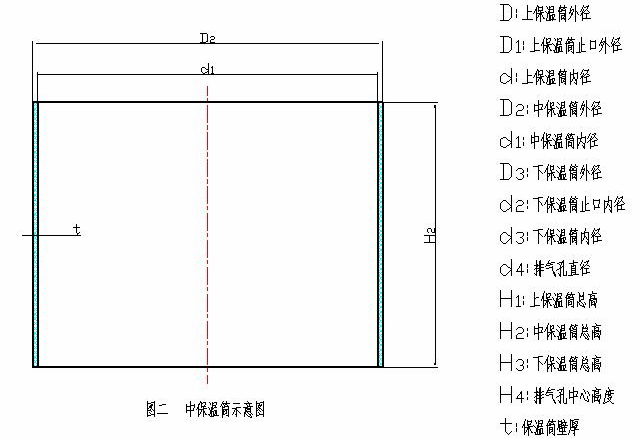 D2
d1
t
H2
图二 中保温筒示意图
D:上保温筒外径
D1:上保温筒止口外径
d:上保温筒内径
D2:中保温筒外径
d1:中保温筒内径
D3:下保温筒外径
d2:下保温筒止口内径
d3:下保温筒内径
d4:排气孔直径
H1:上保温筒总高
H2:中保温筒总高
H3:下保温筒总高
H4:排气孔中心高度
t:保温筒壁厚